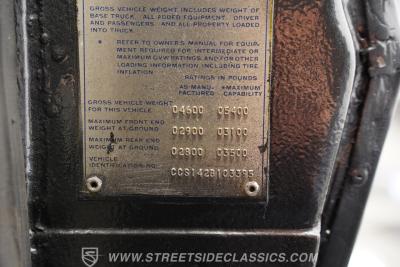 GROSS VEHICLE WEIGHT, INCLUDES WEIGHT OF
BASE TRUCK, ALL ADDED EQUIPMENT, DRIVER
AND PASSENGERS, AND ALL PROPERTY LOADED
INTO TRUCK.
* REFER TO OWNERS MANUAL FOR EQUIP-
MENT REQUIRED FOR INTERMEDIATE OR
MAXIMUM GVW RATINGS AND FOR OTHER
LOADING INFORMATION INCLUDING TIRE
INFLATION.
RATINGS IN POUNDS
AS MANU- *MAXIMUM
FACTURED CAPABILITY
GROSS VEHICLE WEIGHT
FOR THIS VEHICLE 04600 05400
MAXIMUM FRONT END
WEIGHT AT GROUND 02900 03100
MAXIMUM REAR END
WEIGHT AT GROUND 02800 03500
VEHICLE
IDENTIFICATION NO. CCS142B103395
WWW.STREETSIDECLASSICS.COM